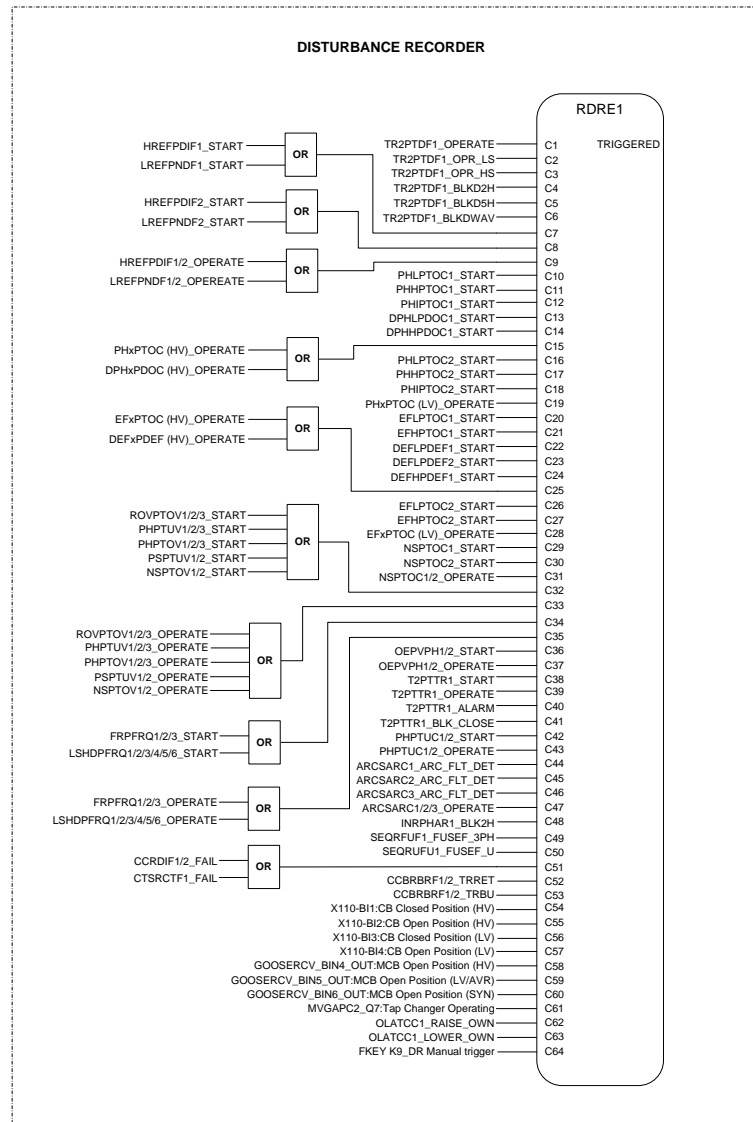 DISTURBANCE RECORDER
RDRE1
TRIGGERED
HREFPDIF1_START
LREFPNDF1_START
OR
HREFPDIF2_START
LREFPNDF2_START
OR
HREFPDIF1/2_OPERATE
LREFPNDF1/2_OPEREATE
OR
PHxPTOC (HV)_OPERATE
DPHxPDOC (HV)_OPERATE
OR
EFxPTOC (HV)_OPERATE
DEFxPDEF (HV)_OPERATE
OR
ROVPTOV1/2/3_START
PHPTUV1/2/3_START
PHPTOV1/2/3_START
PSPTUV1/2_START
NSPTOV1/2_START
OR
ROVPTOV1/2/3_OPERATE
PHPTUV1/2/3_OPERATE
PHPTOV1/2/3_OPERATE
PSPTUV1/2_OPERATE
NSPTOV1/2_OPERATE
OR
FRPFRQ1/2/3_START
LSHDPFRQ1/2/3/4/5/6_START
OR
FRPFRQ1/2/3_OPERATE
LSHDPFRQ1/2/3/4/5/6_OPERATE
OR
CCRDIF1/2_FAIL
CTSRCTF1_FAIL
OR
TR2PTDF1_OPERATE C1
TR2PTDF1_OPR_LS C2
TR2PTDF1_OPR_HS C3
TR2PTDF1_BLKD2H C4
TR2PTDF1_BLKD5H C5
TR2PTDF1_BLKDWAV C6
C7
C8
C9
PHLPTOC1_START C10
PHHPTOC1_START C11
PHIPTOC1_START C12
DPHLPDOC1_START C13
DPHHPDOC1_START C14
C15
PHLPTOC2_START C16
PHHPTOC2_START C17
PHIPTOC2_START C18
PHxPTOC (LV)_OPERATE C19
EFLPTOC1_START C20
EFHPTOC1_START C21
DEFLPDEF1_START C22
DEFLPDEF2_START C23
DEFHPDEF1_START C24
C25
EFLPTOC2_START C26
EFHPTOC2_START C27
EFxPTOC (LV)_OPERATE C28
NSPTOC1_START C29
NSPTOC2_START C30
NSPTOC1/2_OPERATE C31
C32
C33
C34
C35
OEPVPH1/2_START C36
OEPVPH1/2_OPERATE C37
T2PTTR1_START C38
T2PTTR1_OPERATE C39
T2PTTR1_ALARM C40
T2PTTR1_BLK_CLOSE C41
PHPTUC1/2_START C42
PHPTUC1/2_OPERATE C43
ARCSARC1_ARC_FLT_DET C44
ARCSARC2_ARC_FLT_DET C45
ARCSARC3_ARC_FLT_DET C46
ARCSARC1/2/3_OPERATE C47
INRPHAR1_BLK2H C48
SEQRFUF1_FUSEF_3PH C49
SEQRUFU1_FUSEF_U C50
C51
CCBRBRF1/2_TRRET C52
CCBRBRF1/2_TRBU C53
X110-BI1:CB Closed Position (HV) C54
X110-BI2:CB Open Position (HV) C55
X110-BI3:CB Closed Position (LV) C56
X110-BI4:CB Open Position (LV) C57
GOOSERCV_BIN4_OUT:MCB Open Position (HV) C58
GOOSERCV_BIN5_OUT:MCB Open Position (LV/AVR) C59
GOOSERCV_BIN6_OUT:MCB Open Position (SYN) C60
MVGAPC2_Q7:Tap Changer Operating C61
OLATCC1_RAISE_OWN C62
OLATCC1_LOWER_OWN C63
FKEY K9_DR Manual trigger C64